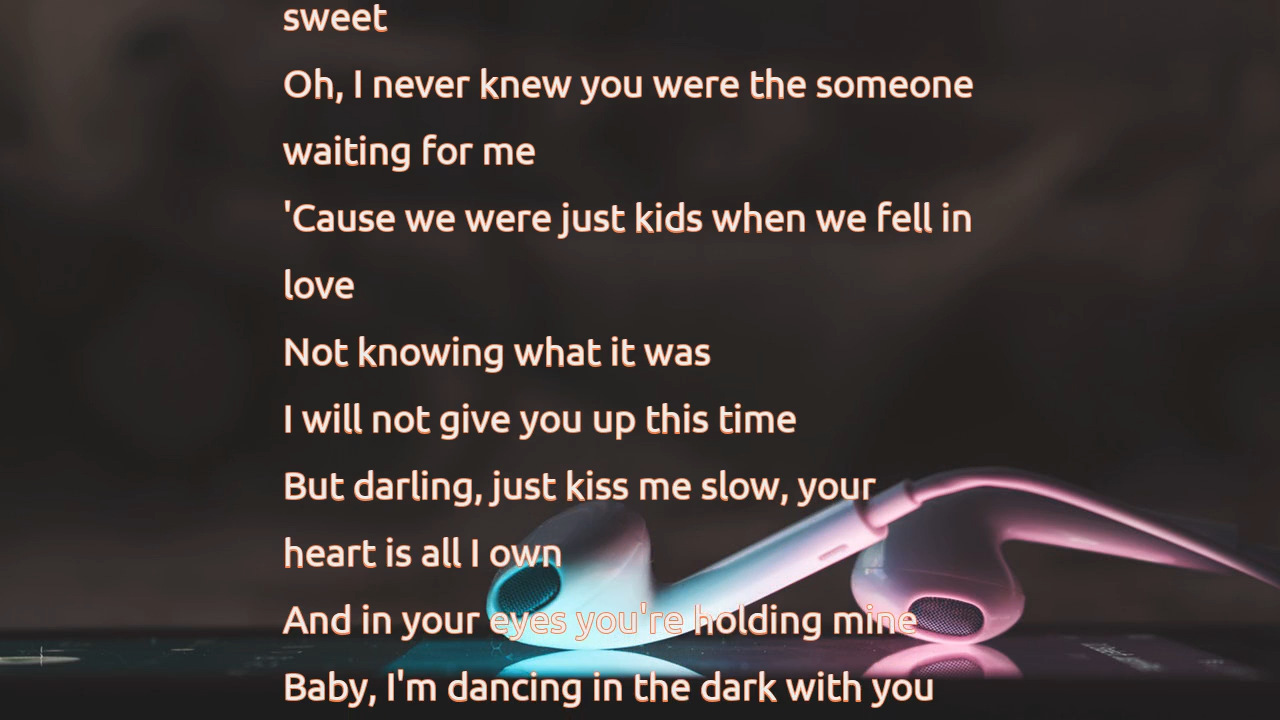 sweet
Oh, I never knew you were the someone
waiting for me
'Cause we were just kids when we fell in
love
Not knowing what it was
I will not give you up this time
But darling, just kiss me slow, your
heart is all I own
And in your eyes you're holding mine
Baby, I'm dancing in the dark with you